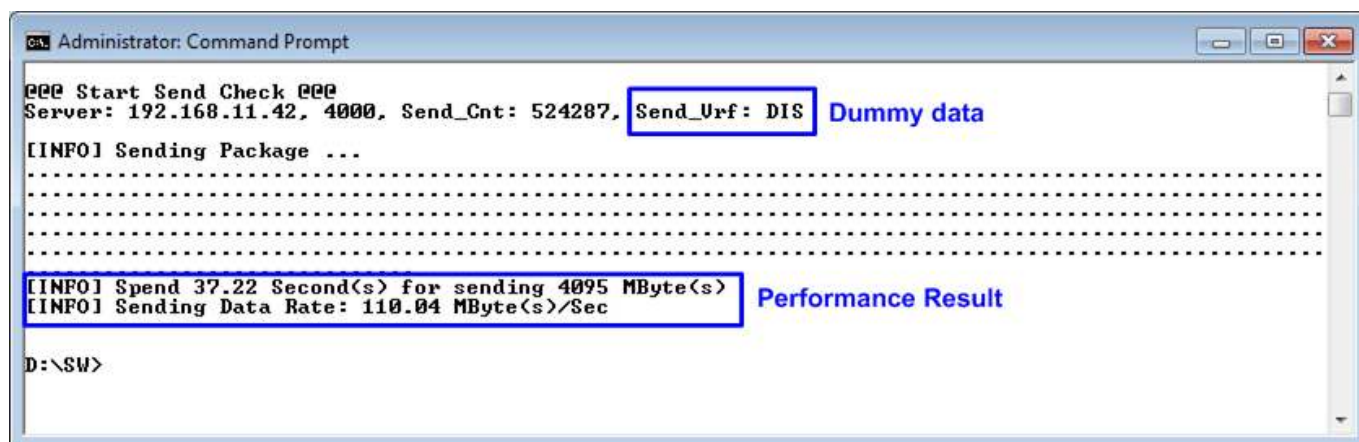 Administrator: Command Prompt
@@@ Start Send Check @@@
Server: 192.168.11.42, 4000, Send_Cnt: 524287, Send_Vrf: DIS
Dummy data
[INFO] Sending Package ...
....................................................................................................
....................................................................................................
....................................................................................................
....................................................................................................
....................................................................................................
..............................
[INFO] Spend 37.22 Second(s) for sending 4095 MByte(s)
[INFO] Sending Data Rate: 110.04 MByte(s)/Sec
Performance Result
D:\SW>